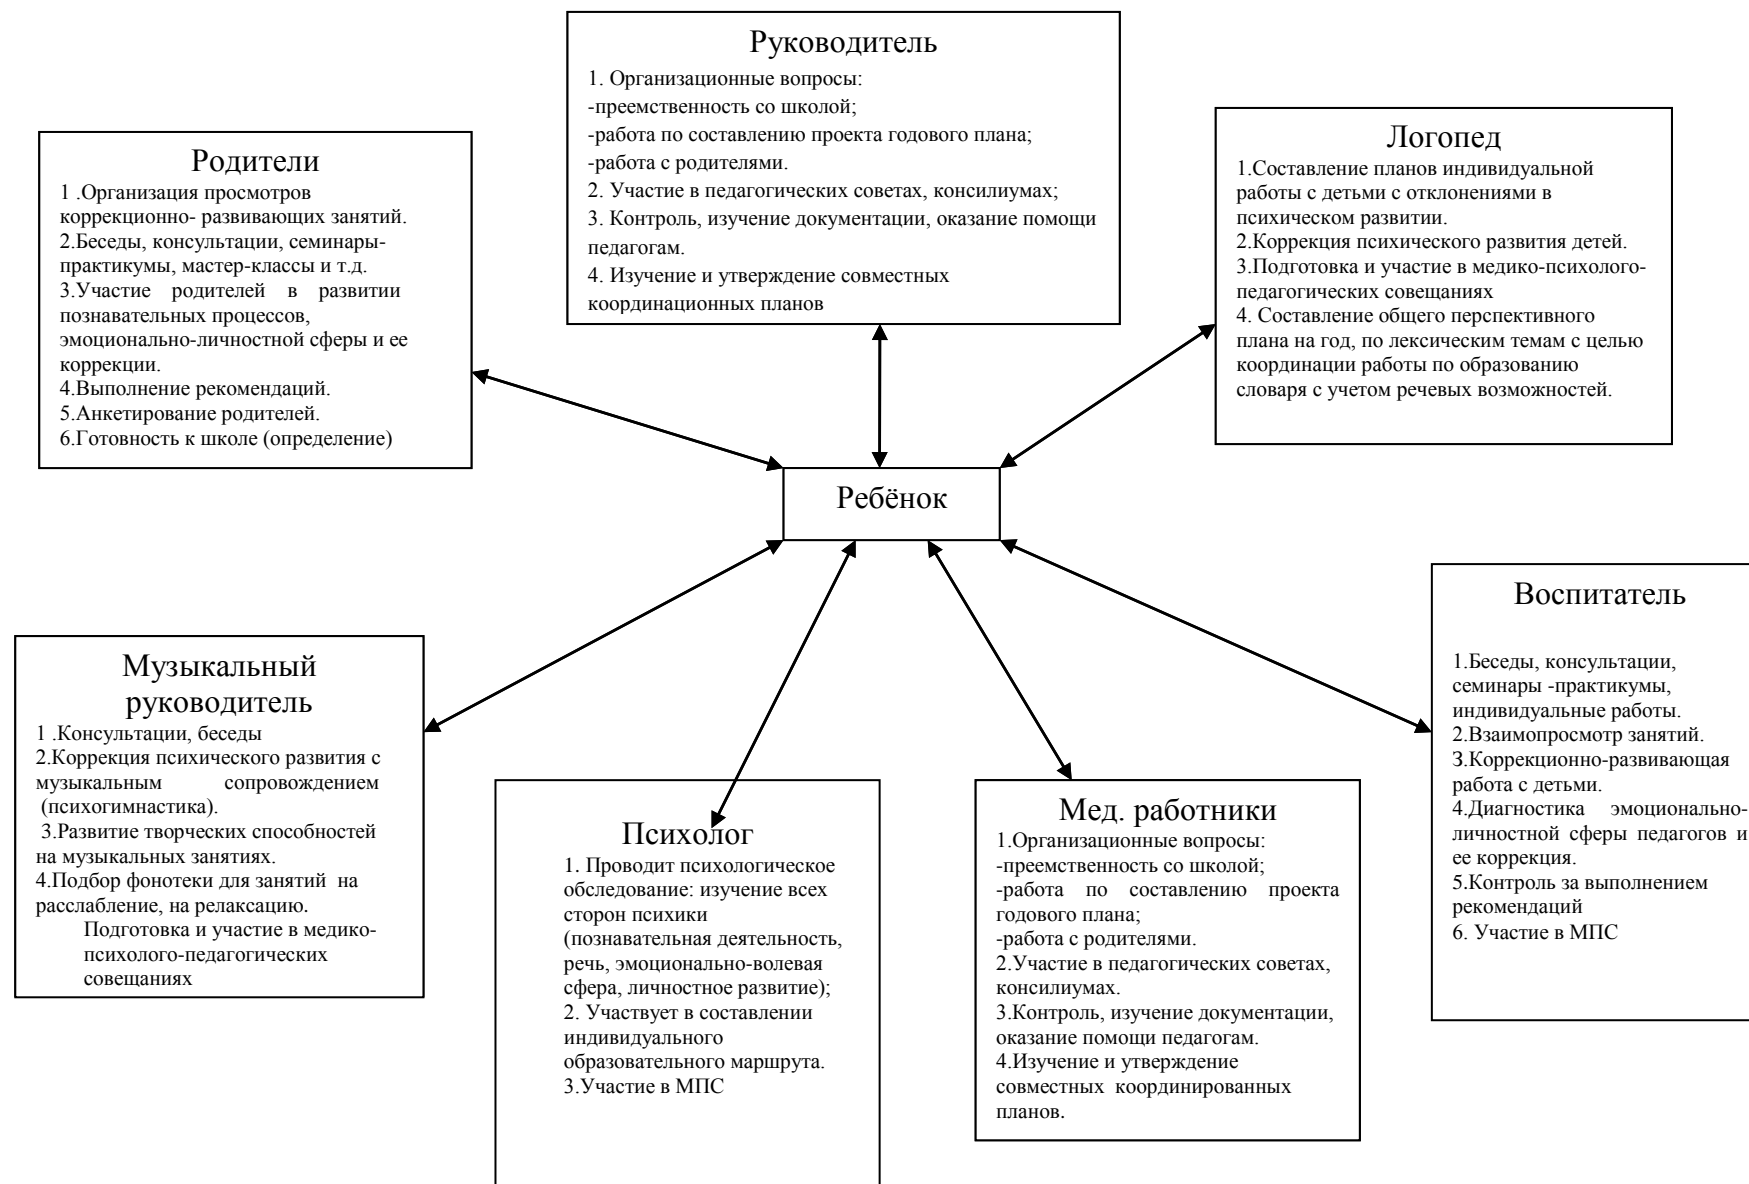 Руководитель
1. Организационные вопросы:
-преемственность со школой;
-работа по составлению проекта годового плана;
-работа с родителями.
2. Участие в педагогических советах, консилиумах;
3. Контроль, изучение документации, оказание помощи
педагогам.
4. Изучение и утверждение совместных
координационных планов
Родители
1 .Организация просмотров
коррекционно- развивающих занятий.
2.Беседы, консультации, семинары-
практикумы, мастер-классы и т.д.
3.Участие родителей в развитии
познавательных процессов,
эмоционально-личностной сферы и ее
коррекции.
4.Выполнение рекомендаций.
5.Анкетирование родителей.
6.Готовность к школе (определение)
Логопед
1.Составление планов индивидуальной
работы с детьми с отклонениями в
психическом развитии.
2.Коррекция психического развития детей.
3.Подготовка и участие в медико-психолого-
педагогических совещаниях
4. Составление общего перспективного
плана на год, по лексическим темам с целью
координации работы по образованию
словаря с учетом речевых возможностей.
Ребёнок
Музыкальный
руководитель
1 .Консультации, беседы
2.Коррекция психического развития с
музыкальным сопровождением
(психогимнастика).
3.Развитие творческих способностей
на музыкальных занятиях.
4.Подбор фонотеки для занятий на
расслабление, на релаксацию.
Подготовка и участие в медико-
психолого-педагогических
совещаниях
Психолог
1. Проводит психологическое
обследование: изучение всех
сторон психики
(познавательная деятельность,
речь, эмоционально-волевая
сфера, личностное развитие);
2. Участвует в составлении
индивидуального
образовательного маршрута.
3.Участие в МПС
Мед. работники
1.Организационные вопросы:
-преемственность со школой;
-работа по составлению проекта
годового плана;
-работа с родителями.
2.Участие в педагогических советах,
консилиумах.
3.Контроль, изучение документации,
оказание помощи педагогам.
4.Изучение и утверждение
совместных координированных
планов.
Воспитатель
1.Беседы, консультации,
семинары -практикумы,
индивидуальные работы.
2.Взаимопросмотр занятий.
3.Коррекционно-развивающая
работа с детьми.
4.Диагностика эмоционально-
личностной сферы педагогов и
ее коррекция.
5.Контроль за выполнением
рекомендаций
6. Участие в МПС